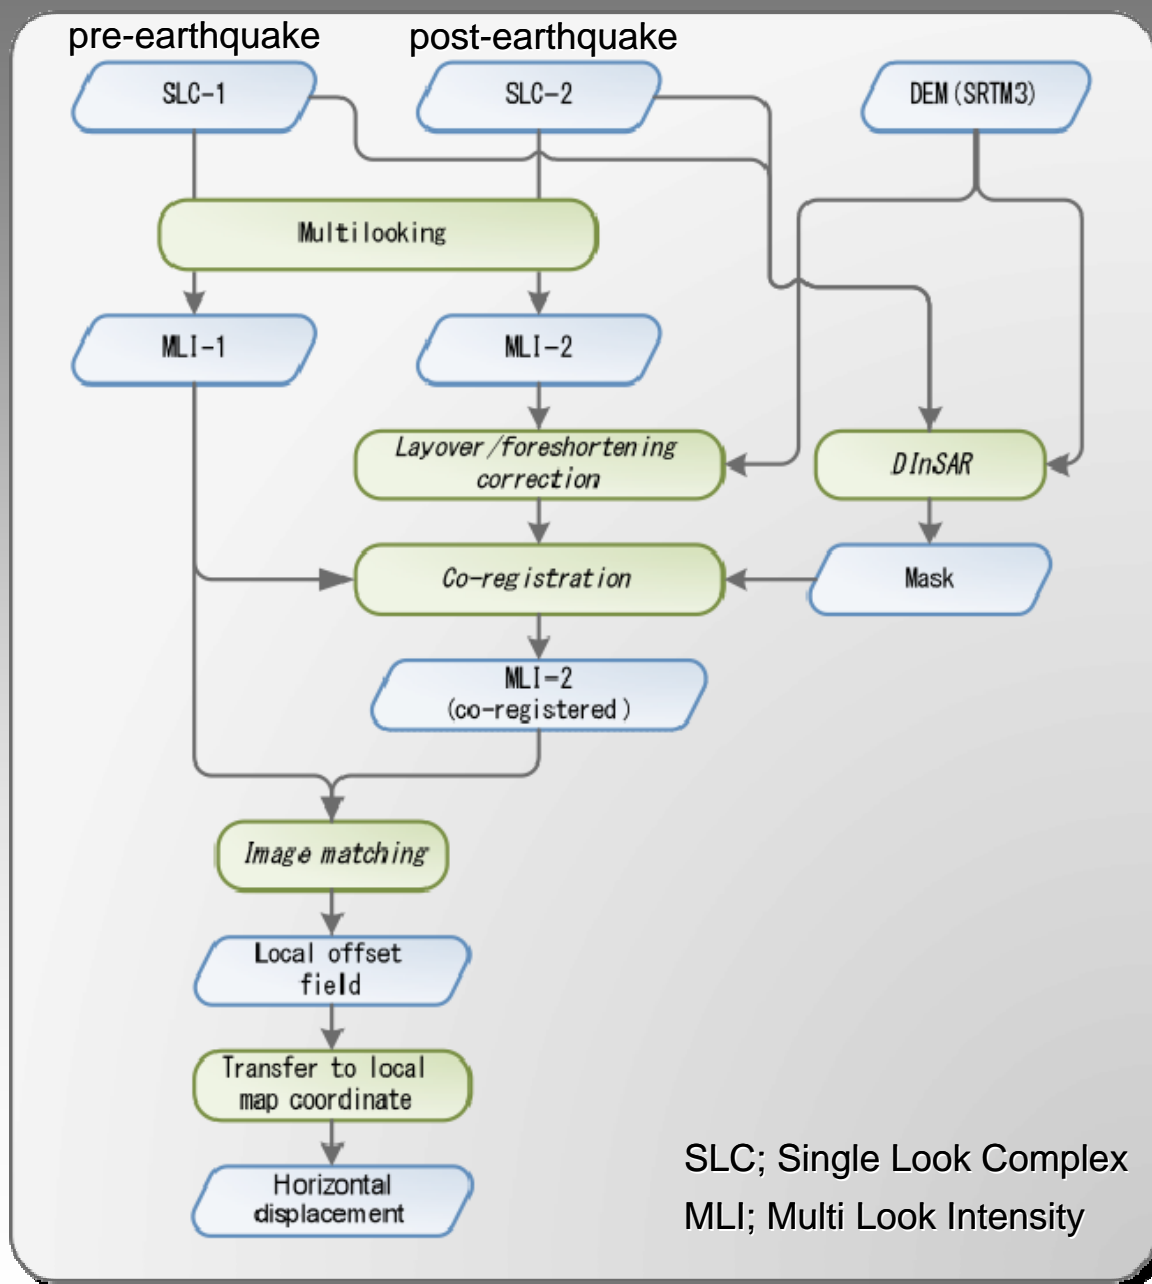 pre-earthquake
post-earthquake
SLC-1
SLC-2
DEM(SRTM3)
Multilooking
MLI-1
MLI-2
Layover/foreshortening
correction
DInSAR
Co-registration
Mask
MLI-2
(co-registered)
Image matching
Local offset
field
Transfer to local
map coordinate
Horizontal
displacement
SLC; Single Look Complex
MLI; Multi Look Intensity